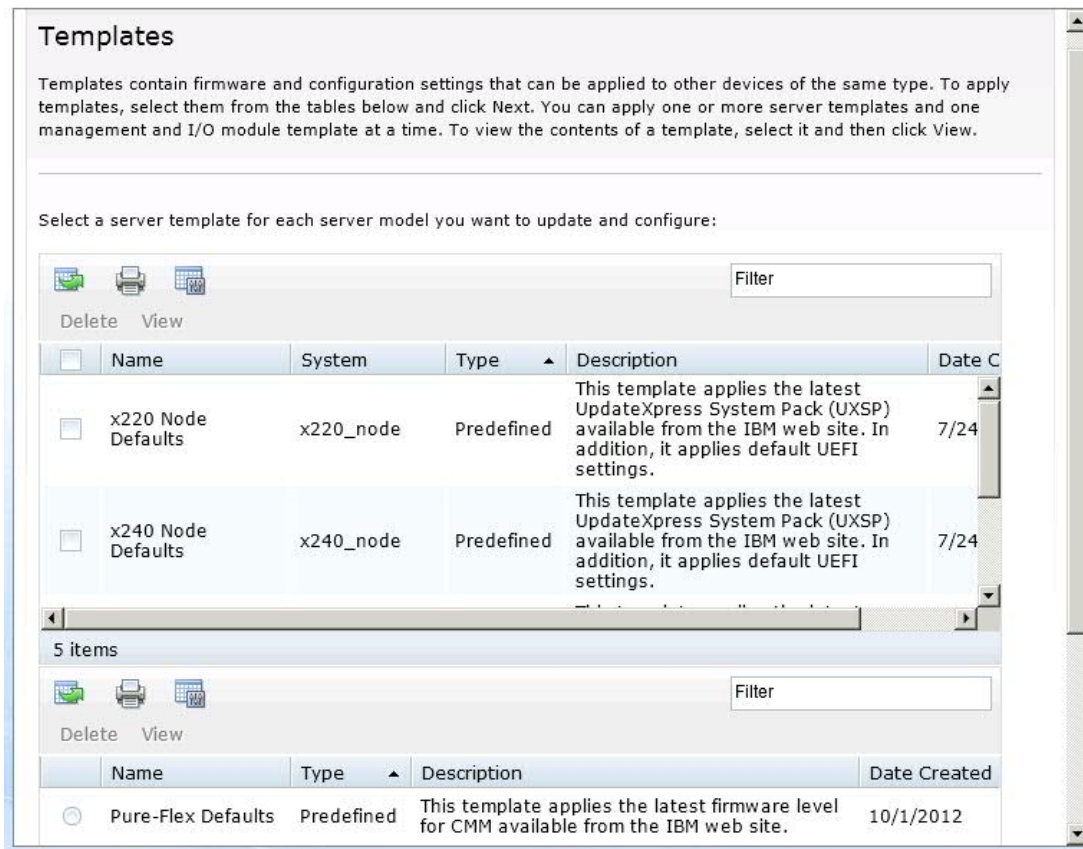 Templates
Templates contain firmware and configuration settings that can be applied to other devices of the same type. To apply
templates, select them from the tables below and click Next. You can apply one or more server templates and one
management and I/O module template at a time. To view the contents of a template, select it and then click View.
Select a server template for each server model you want to update and configure:
Filter
Delete View
Name System Type Description Date C
x220 Node
Defaults
x220_node
Predefined
This template applies the latest
UpdateXpress System Pack (UXSP)
available from the IBM web site. In
addition, it applies default UEFI
settings.
7/24
x240 Node
Defaults
x240_node
Predefined
This template applies the latest
UpdateXpress System Pack (UXSP)
available from the IBM web site. In
addition, it applies default UEFI
settings.
7/24
5 items
Filter
Delete View
Name Type Description Date Created
Pure-Flex Defaults
Predefined
This template applies the latest firmware level
for CMM available from the IBM web site.
10/1/2012